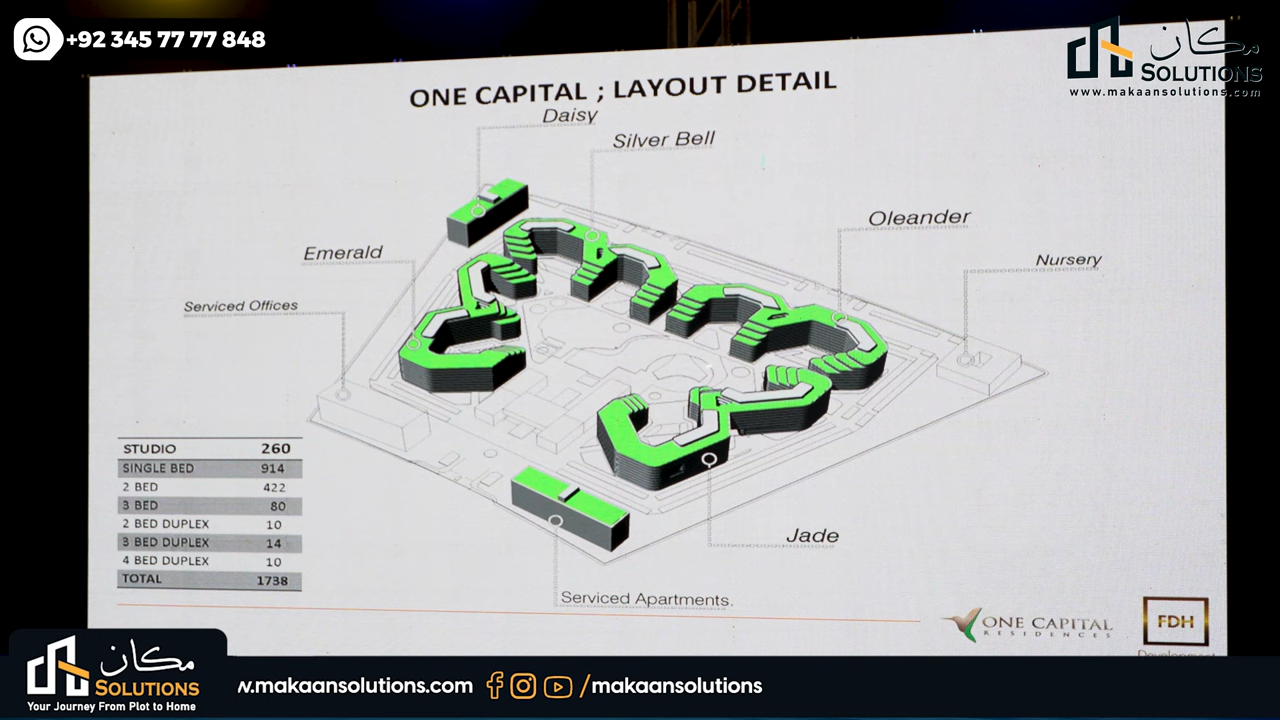 +92 345 77 77 848
مكان
SOLUTIONS
www.makaansolutions.com
ONE CAPITAL ; LAYOUT DETAIL
Daisy
Silver Bell
Oleander
Emerald
Nursery
Serviced Offices
STUDIO 260
SINGLE BED 914
2 BED 422
3 BED 80
2 BED DUPLEX 10
3 BED DUPLEX 14
4 BED DUPLEX 10
TOTAL 1738
Jade
Serviced Apartments.
ONE CAPITAL
RESIDENCES
FDH
Development
مكان
SOLUTIONS
Your Journey From Plot to Home
w.makaansolutions.com
/makaansolutions